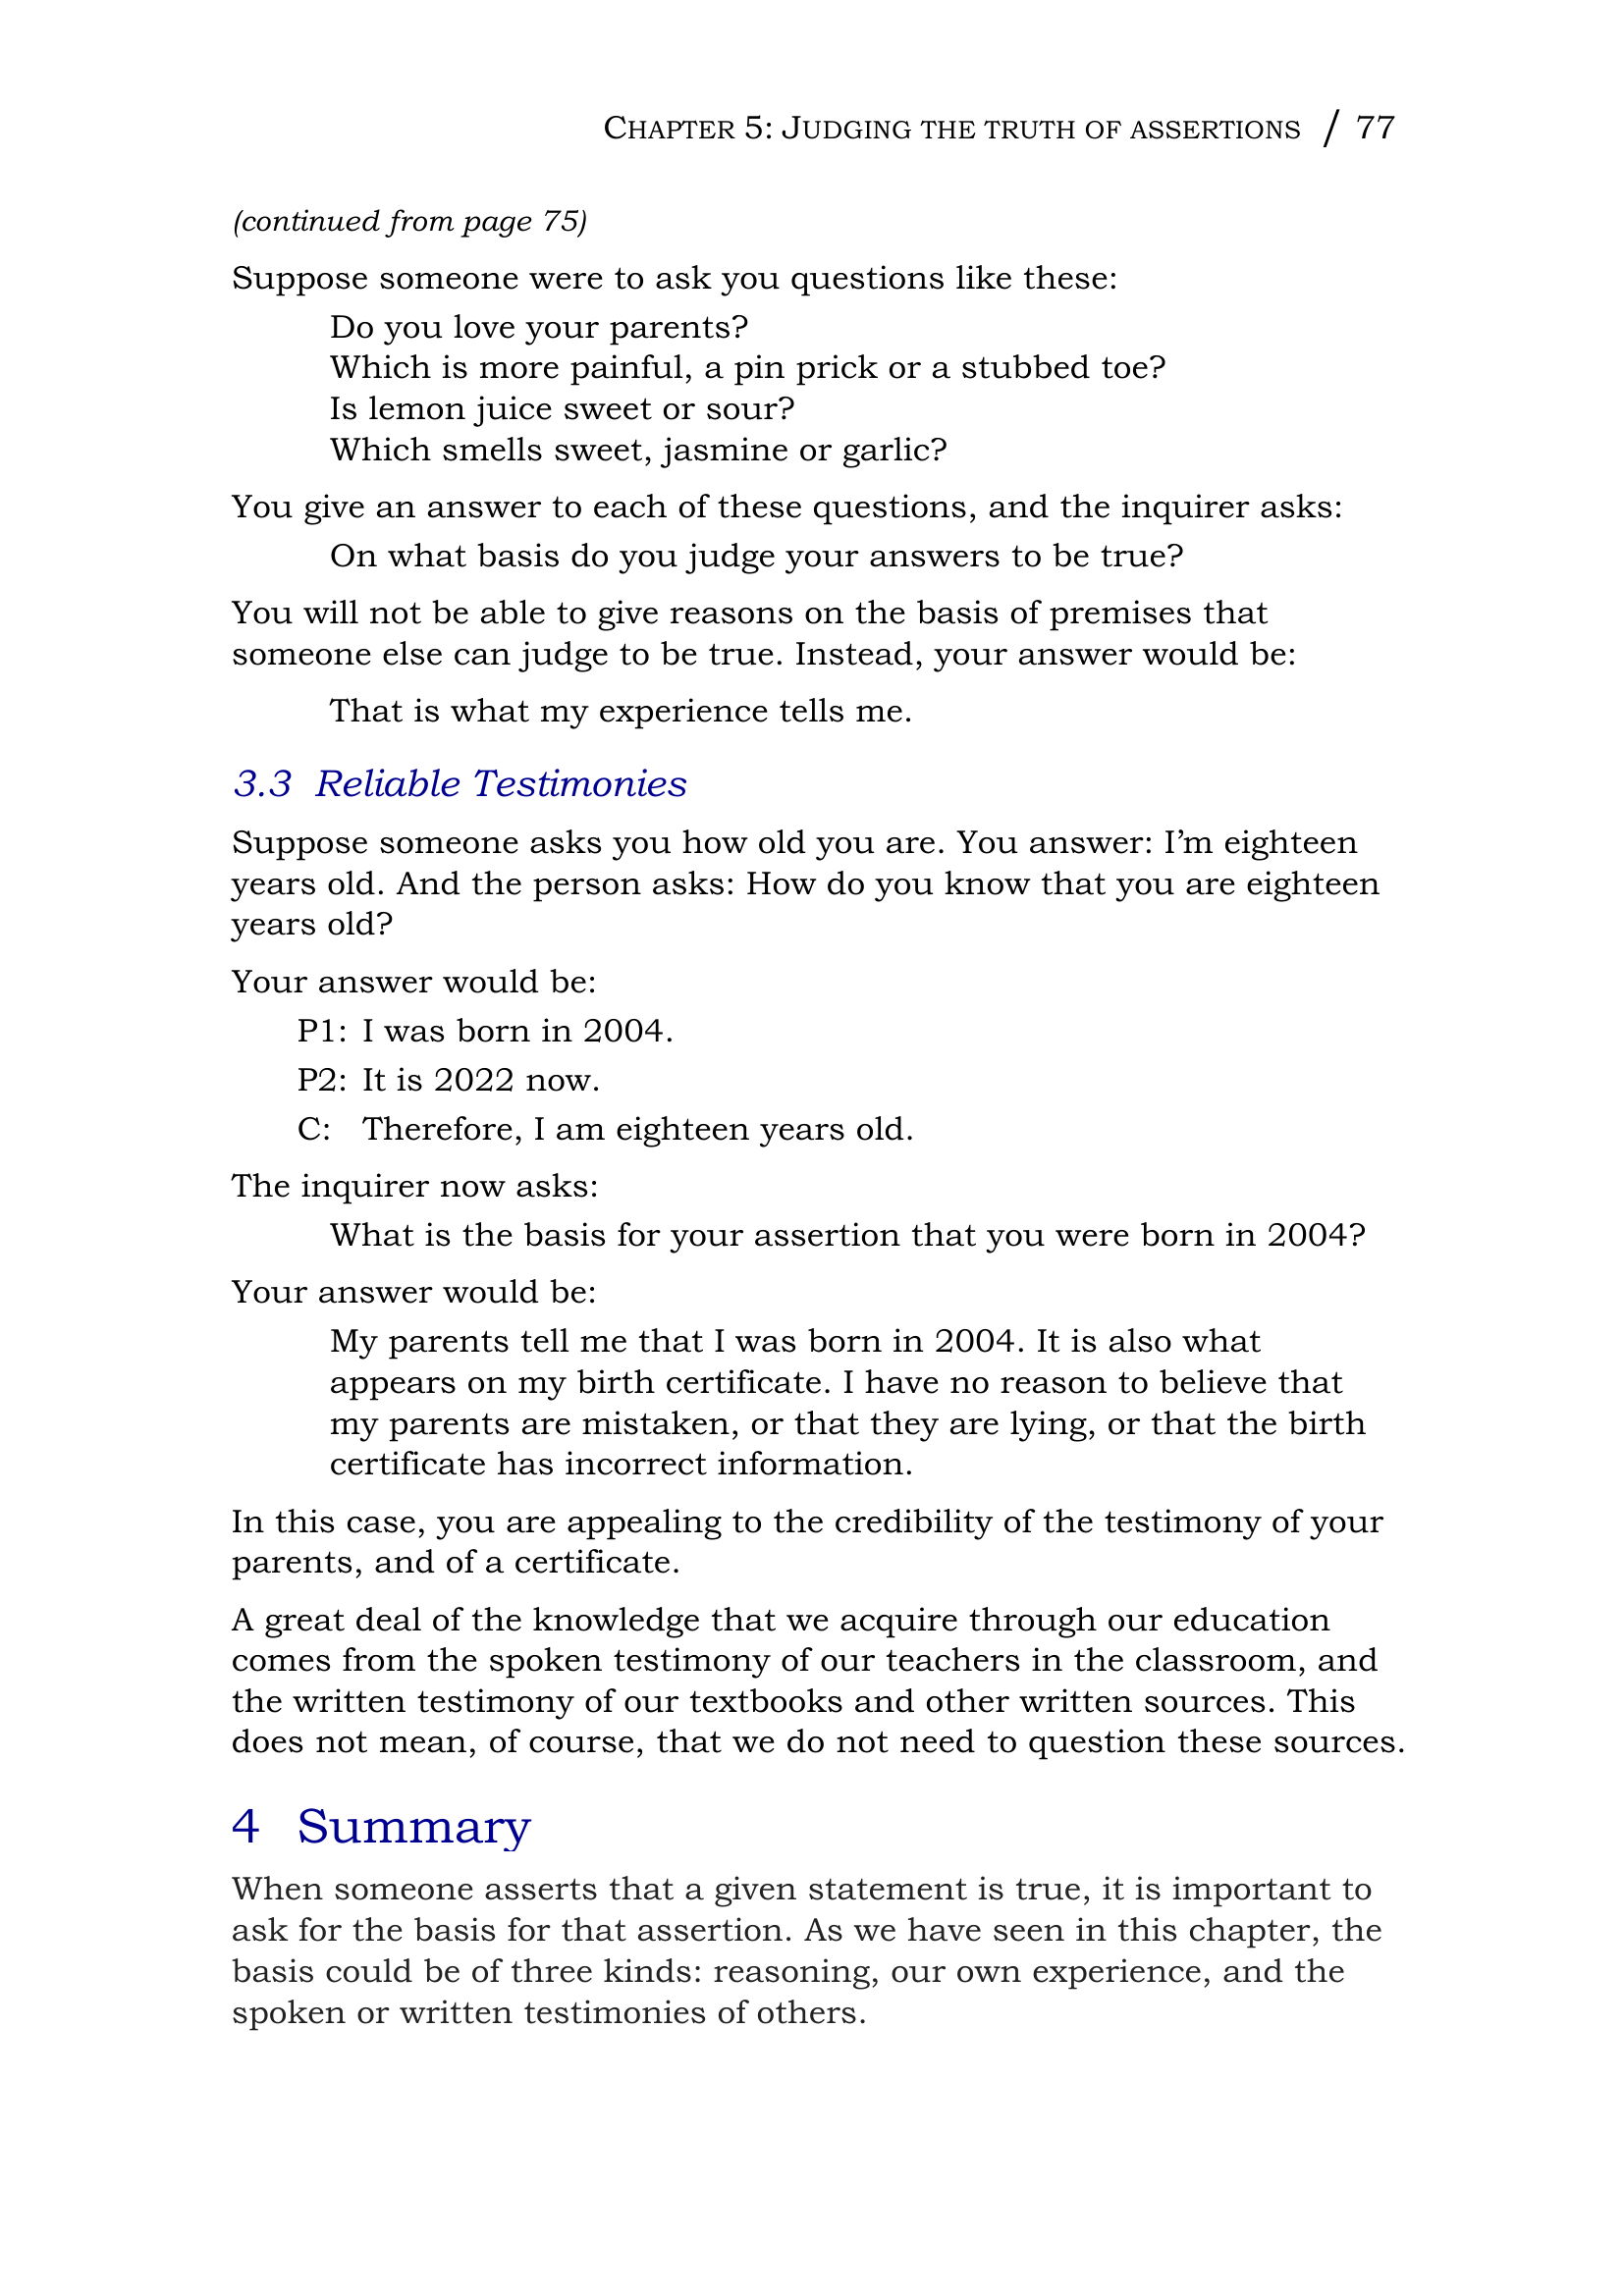 CHAPTER 5: JUDGING THE TRUTH OF ASSERTIONS / 77
(continued from page 75)
Suppose someone were to ask you questions like these:
Do you love your parents?
Which is more painful, a pin prick or a stubbed toe?
Is lemon juice sweet or sour?
Which smells sweet, jasmine or garlic?
You give an answer to each of these questions, and the inquirer asks:
On what basis do you judge your answers to be true?
You will not be able to give reasons on the basis of premises that
someone else can judge to be true. Instead, your answer would be:
That is what my experience tells me.
3.3 Reliable Testimonies
Suppose someone asks you how old you are. You answer: I’m eighteen
years old. And the person asks: How do you know that you are eighteen
years old?
Your answer would be:
P1: I was born in 2004.
P2: It is 2022 now.
C: Therefore, I am eighteen years old.
The inquirer now asks:
What is the basis for your assertion that you were born in 2004?
Your answer would be:
My parents tell me that I was born in 2004. It is also what
appears on my birth certificate. I have no reason to believe that
my parents are mistaken, or that they are lying, or that the birth
certificate has incorrect information.
In this case, you are appealing to the credibility of the testimony of your
parents, and of a certificate.
A great deal of the knowledge that we acquire through our education
comes from the spoken testimony of our teachers in the classroom, and
the written testimony of our textbooks and other written sources. This
does not mean, of course, that we do not need to question these sources.
4 Summary
When someone asserts that a given statement is true, it is important to
ask for the basis for that assertion. As we have seen in this chapter, the
basis could be of three kinds: reasoning, our own experience, and the
spoken or written testimonies of others.